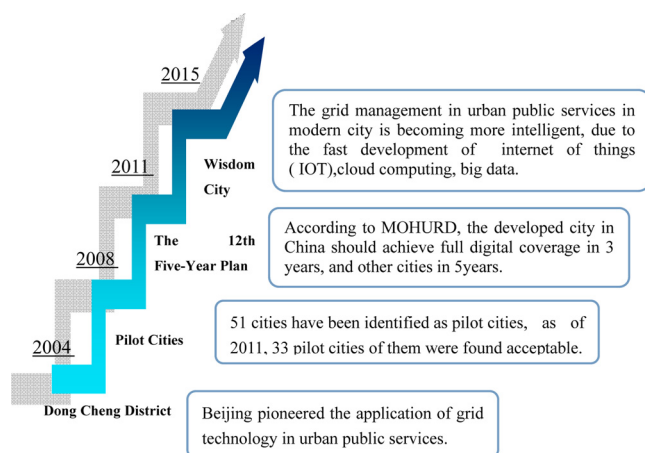 2015
The grid management in urban public services in
modern city is becoming more intelligent, due to
the fast development of internet of things
( IOT),cloud computing, big data.
Wisdom
City
2011
According to MOHURD, the developed city in
China should achieve full digital coverage in 3
years, and other cities in 5years.
The 12th
Five-Year Plan
2008
51 cities have been identified as pilot cities, as of
2011, 33 pilot cities of them were found acceptable.
Pilot Cities
2004
Dong Cheng District
Beijing pioneered the application of grid
technology in urban public services.